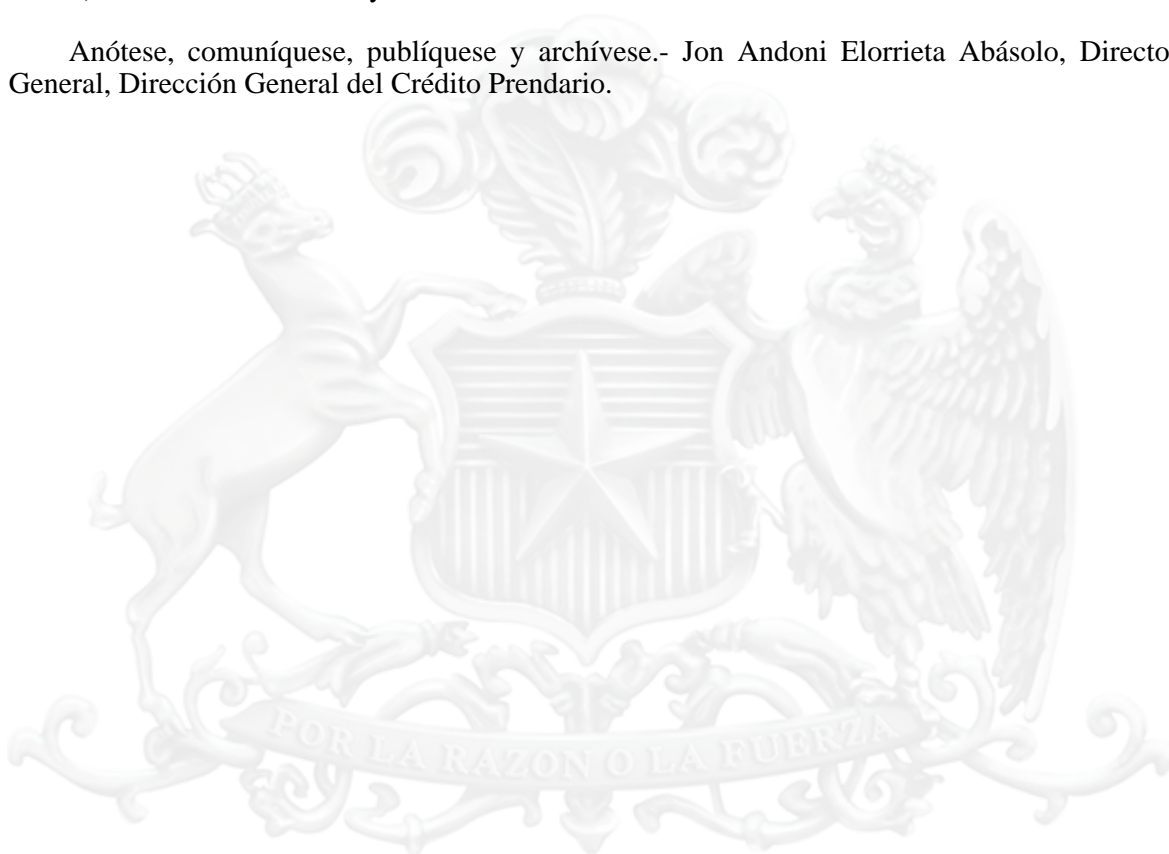 Anótese, comuníquese, publíquese y archívese.- Jon Andoni Elorrieta Abásolo, Directo
General, Dirección General del Crédito Prendario.
POR LA RAZON O LA FUERZA